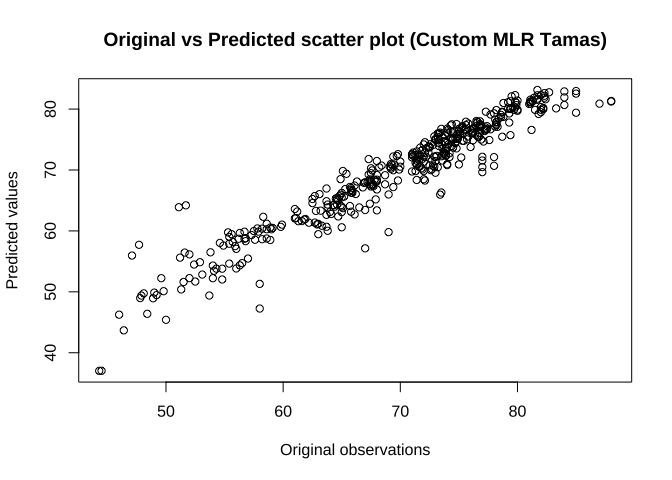 Original vs Predicted scatter plot (Custom MLR Tamas)
Predicted values
80
70
60
50
40
50 60 70 80
Original observations